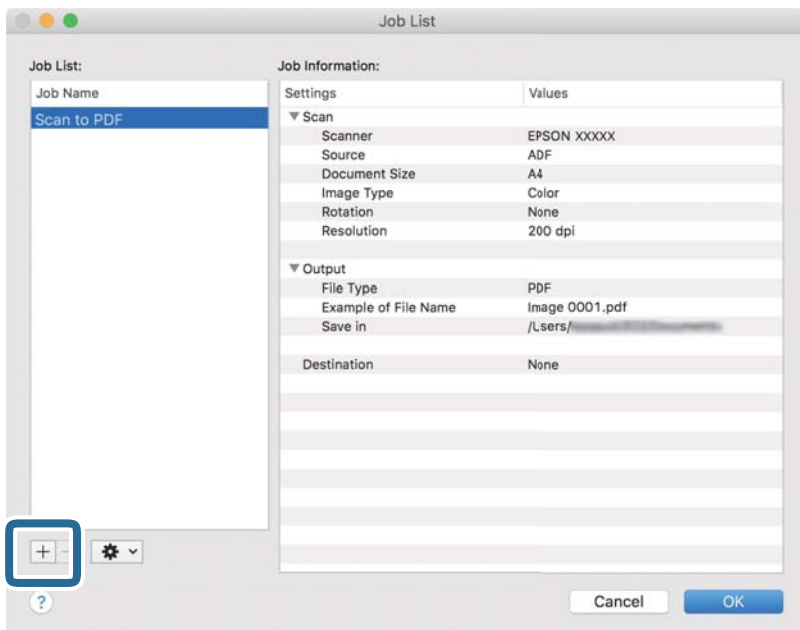 Job List
Job List:
Job Name
Scan to PDF
Job Information:
Settings Values
Scan
Scanner EPSON XXXXX
Source ADF
Document Size A4
Image Type Color
Rotation None
Resolution 200 dpi
Output
File Type PDF
Example of File Name Image 0001.pdf
Save in /Users/
Destination None
+ −
?
Cancel OK